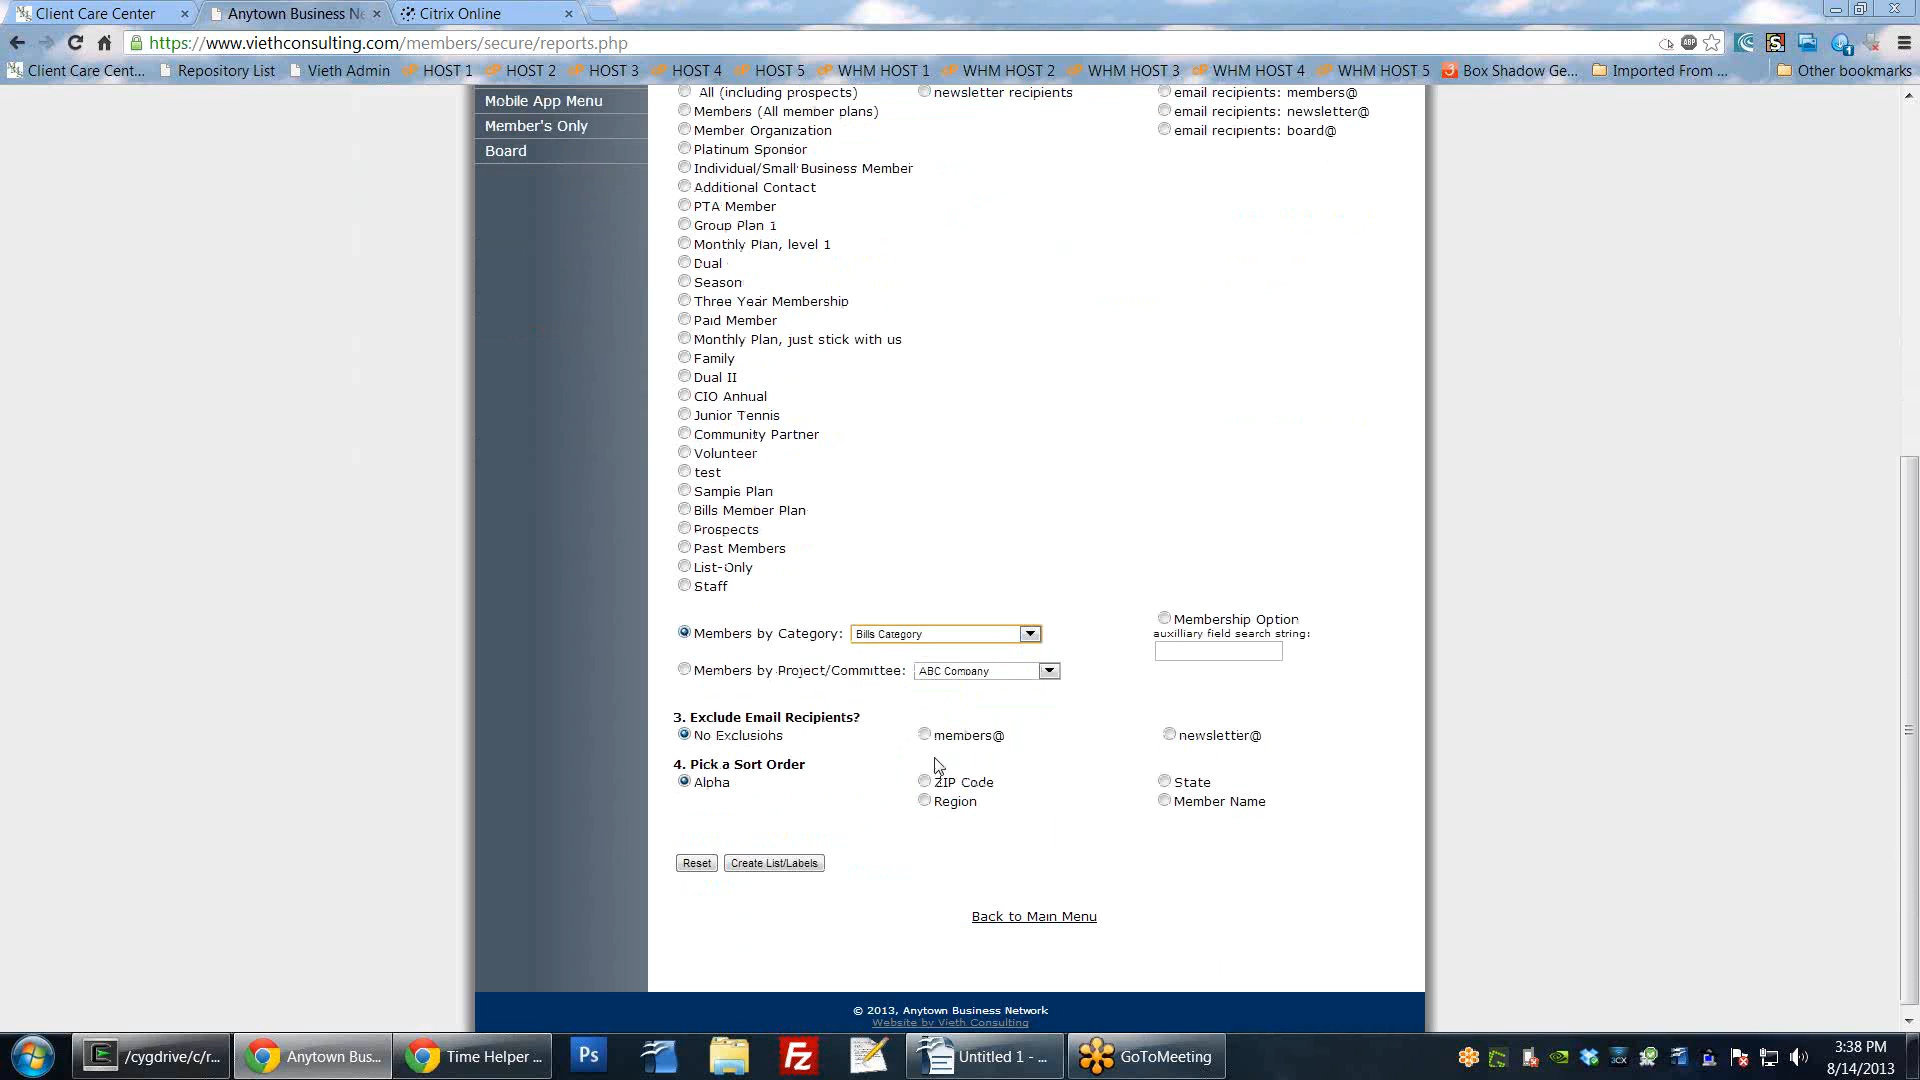 Client Care Center
Anytown Business Ne
Citrix Online
https://www.viethconsulting.com/members/secure/reports.php
Client Care Cent...
Repository List
Vieth Admin
HOST 1
HOST 2
HOST 3
HOST 4
HOST 5
WHM HOST 1
WHM HOST 2
WHM HOST 3
WHM HOST 4
WHM HOST 5
Box Shadow Ge...
Imported From ...
Other bookmarks
Mobile App Menu
Member's Only
Board
All (including prospects)
newsletter recipients
email recipients: members@
Members (All member plans)
email recipients: newsletter@
Member Organization
email recipients: board@
Platinum Sponsor
Individual/Small Business Member
Additional Contact
PTA Member
Group Plan 1
Monthly Plan, level 1
Dual
Season
Three Year Membership
Paid Member
Monthly Plan, just stick with us
Family
Dual II
CIO Annual
Junior Tennis
Community Partner
Volunteer
test
Sample Plan
Bills Member Plan
Prospects
Past Members
List-Only
Staff
Members by Category: Bills Category
Membership Option
auxilliary field search string:
Members by Project/Committee: ABC Company
3. Exclude Email Recipients?
No Exclusions
members@
newsletter@
4. Pick a Sort Order
Alpha
ZIP Code
State
Region
Member Name
Reset
Create List/Labels
Back to Main Menu
© 2013, Anytown Business Network
Website by Vieth Consulting
/cygdrive/c/r...
Anytown Bus...
Time Helper ...
Ps
Fz
Untitled 1 - ...
GoToMeeting
3CX
3:38 PM
8/14/2013